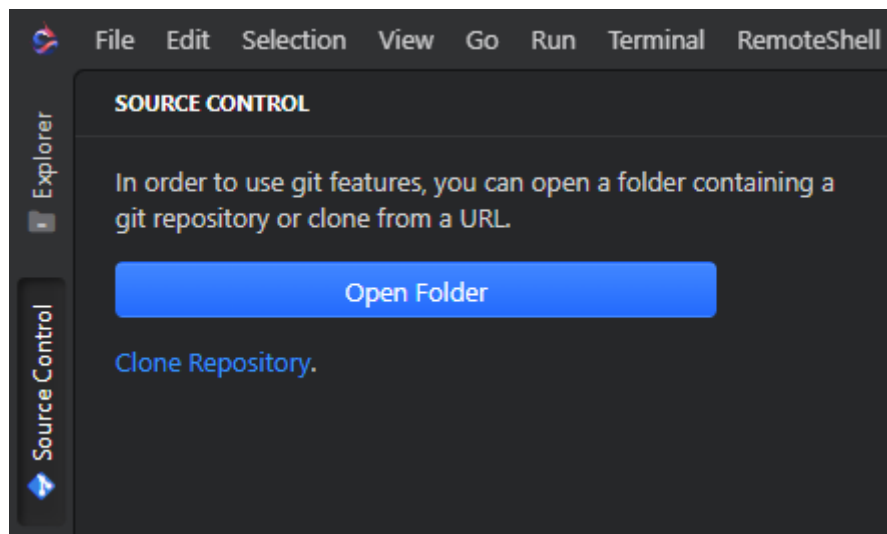 File Edit Selection View Go Run Terminal RemoteShell
SOURCE CONTROL
Explorer
In order to use git features, you can open a folder containing a
git repository or clone from a URL.
Open Folder
Clone Repository.
Source Control